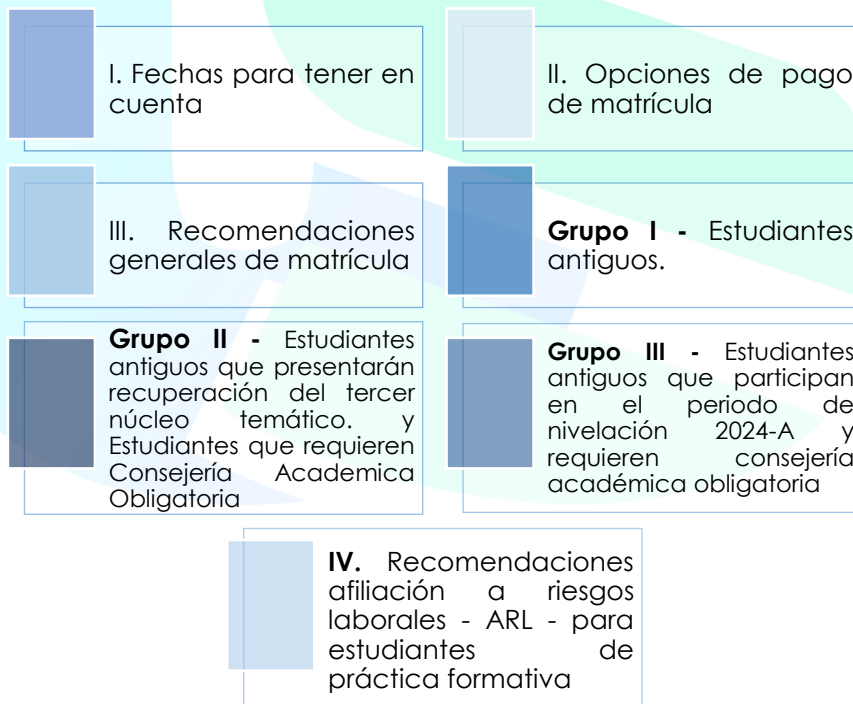 I. Fechas para tener en
cuenta
II. Opciones de pago
de matrícula
III. Recomendaciones
generales de matrícula
Grupo I - Estudiantes
antiguos.
Grupo II - Estudiantes
antiguos que presentarán
recuperación del tercer
núcleo temático. y
Estudiantes que requieren
Consejería Academica
Obligatoria
Grupo III - Estudiantes
antiguos que participan
en el periodo de
nivelación 2024-A y
requieren consejería
académica obligatoria
IV. Recomendaciones
afiliación a riesgos
laborales - ARL - para
estudiantes de
práctica formativa